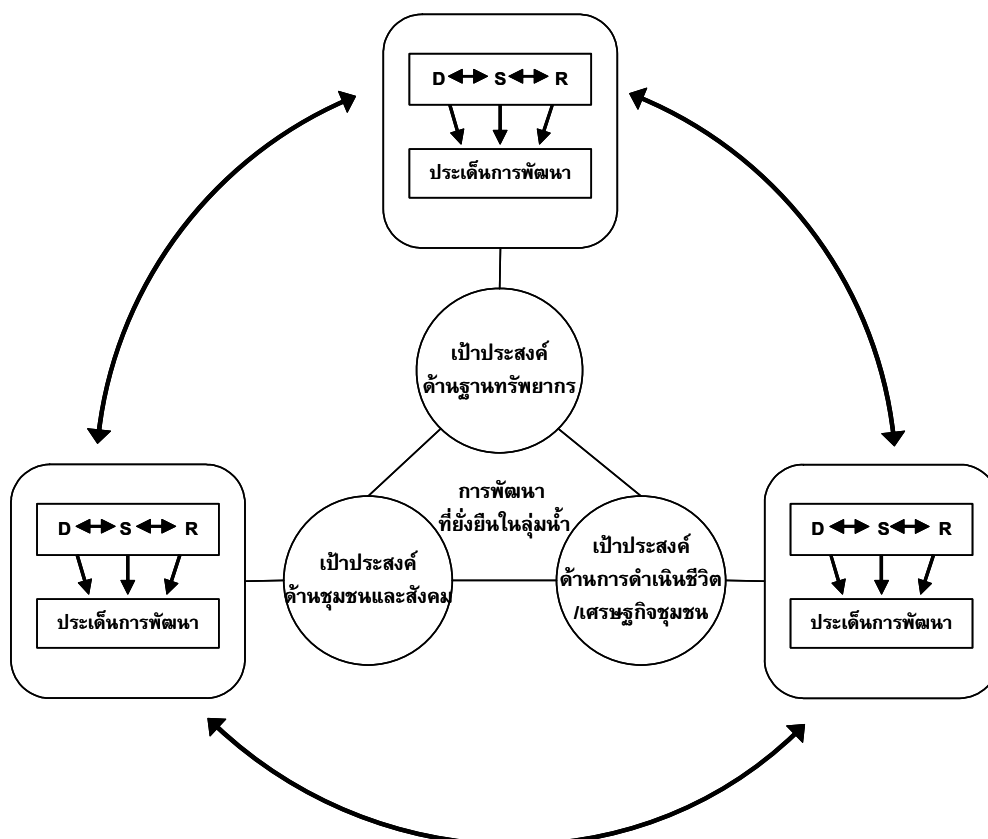 D S R
ประเด็นการพัฒนา
เป้าประสงค์
ด้านฐานทรัพยากร
การพัฒนา
ที่ยั่งยืนในลุ่มน้ำ
D S R
ประเด็นการพัฒนา
เป้าประสงค์
ด้านชุมชนและสังคม
เป้าประสงค์
ด้านการดำเนินชีวิต
/เศรษฐกิจชุมชน
D S R
ประเด็นการพัฒนา